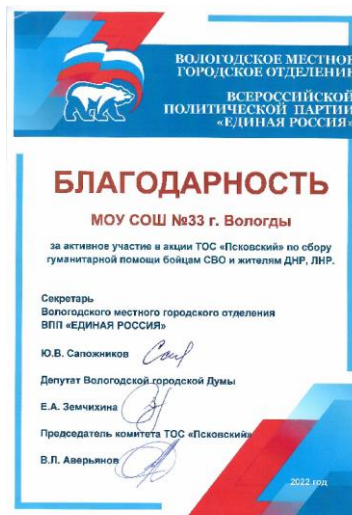 ВОЛОГОДСКОЕ МЕСТНОЕ
ГОРОДСКОЕ ОТДЕЛЕНИЕ
ВСЕРОССИЙСКОЙ
ПОЛИТИЧЕСКОЙ ПАРТИИ
«ЕДИНАЯ РОССИЯ»
БЛАГОДАРНОСТЬ
МОУ СОШ №33 г. Вологды
за активное участие в акции ТОС «Псковский» по сбору
гуманитарной помощи бойцам СВО и жителям ДНР, ЛНР.
Секретарь
Вологодского местного городского отделения
ВПП «ЕДИНАЯ РОССИЯ»
Ю.В. Сапожников
Депутат Вологодской городской Думы
Е.А. Земчихина
Председатель комитета ТОС «Псковский»
В.Л. Аверьянов
2022 год